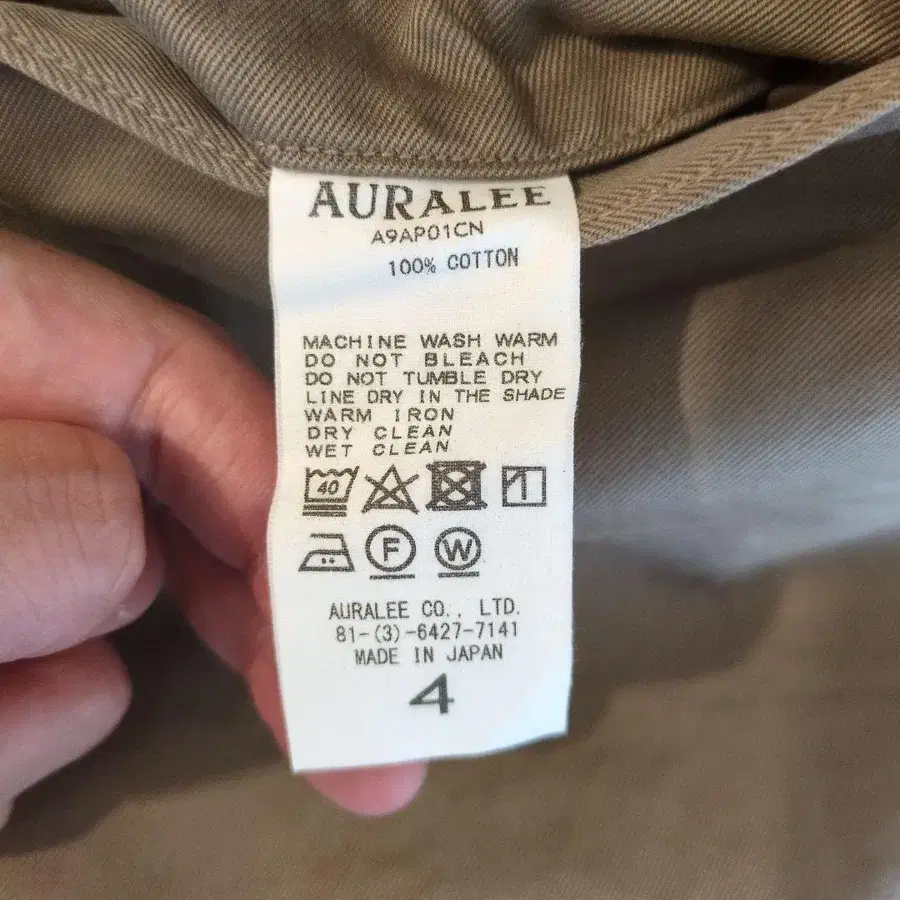 AURALEE
A9AP01CN
100% COTTON
MACHINE WASH WARM
DO NOT BLEACH
DO NOT TUMBLE DRY
LINE DRY IN THE SHADE
WARM IRON
DRY CLEAN
WET CLEAN
40
F W
AURALEE CO., LTD.
81-(3)-6427-7141
MADE IN JAPAN
4